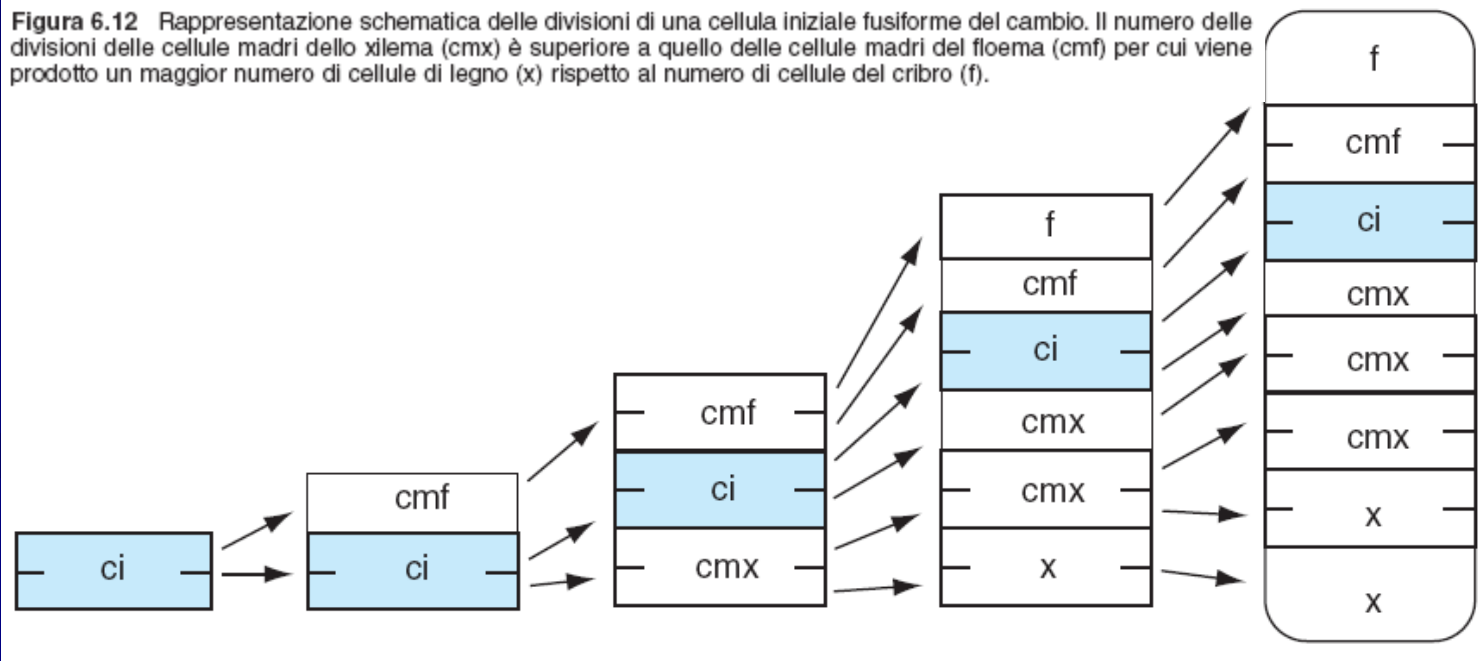 Figura 6.12 Rappresentazione schematica delle divisioni di una cellula iniziale fusiforme del cambio. Il numero delle
divisioni delle cellule madri dello xilema (cmx) è superiore a quello delle cellule madri del floema (cmf) per cui viene
prodotto un maggior numero di cellule di legno (x) rispetto al numero di cellule del cribro (f).
ci
cmf
ci
cmf
ci
cmx
f
cmf
ci
cmx
cmx
x
f
cmf
ci
cmx
cmx
cmx
x
x